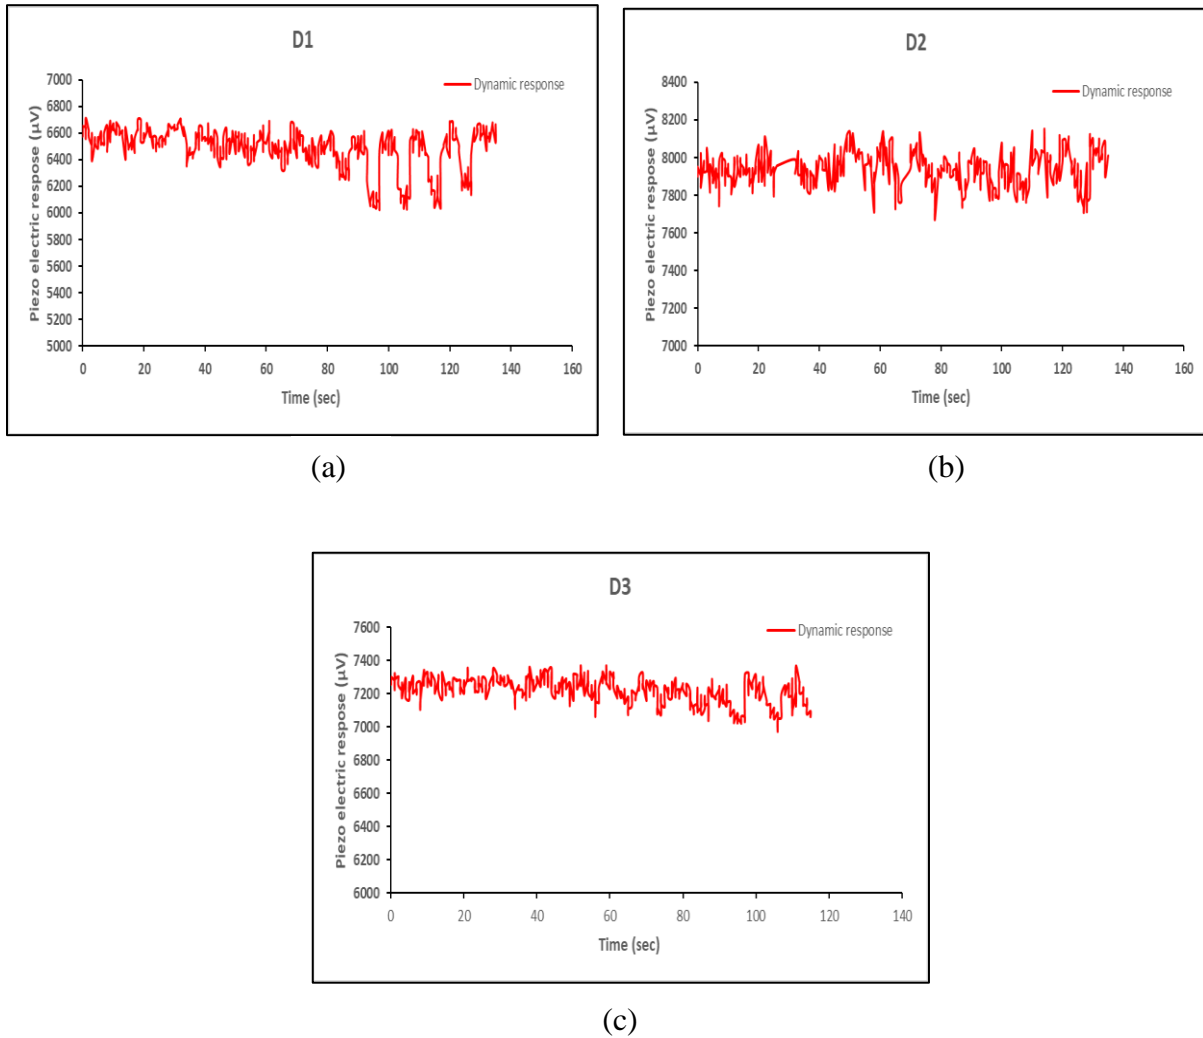 D1
Dynamic response
Piezo electric respose (µV)
7000
6800
6600
6400
6200
6000
5800
5600
5400
5200
5000
0 20 40 60 80 100 120 140 160
Time (sec)
(a)
D2
Dynamic response
Piezo electric respose (µV)
8400
8200
8000
7800
7600
7400
7200
7000
0 20 40 60 80 100 120 140 160
Time (sec)
(b)
D3
Dynamic response
Piezo electric respose (µV)
7600
7400
7200
7000
6800
6600
6400
6200
6000
0 20 40 60 80 100 120 140
Time (sec)
(c)